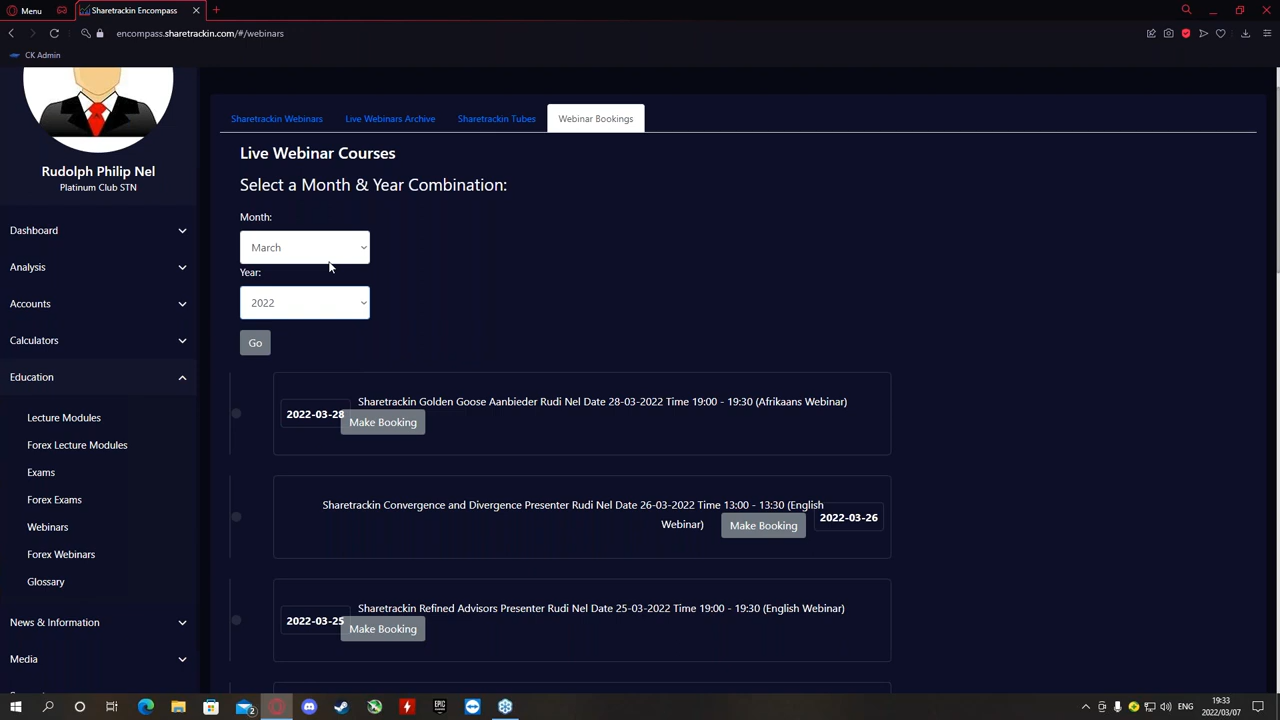 Menu
Sharetrackin Encompass
encompass.sharetrackin.com/#/webinars
CK Admin
Rudolph Philip Nel
Platinum Club STN
Dashboard
Analysis
Accounts
Calculators
Education
Lecture Modules
Forex Lecture Modules
Exams
Forex Exams
Webinars
Forex Webinars
Glossary
News & Information
Media
Sharetrackin Webinars
Live Webinars Archive
Sharetrackin Tubes
Webinar Bookings
Live Webinar Courses
Select a Month & Year Combination:
Month:
March
Year:
2022
Go
2022-03-28
Sharetrackin Golden Goose Aanbieder Rudi Nel Date 28-03-2022 Time 19:00 - 19:30 (Afrikaans Webinar)
Make Booking
Sharetrackin Convergence and Divergence Presenter Rudi Nel Date 26-03-2022 Time 13:00 - 13:30 (English
Webinar)
Make Booking
2022-03-26
2022-03-25
Sharetrackin Refined Advisors Presenter Rudi Nel Date 25-03-2022 Time 19:00 - 19:30 (English Webinar)
Make Booking
2
EPIC
ENG
19:33
2022/03/07